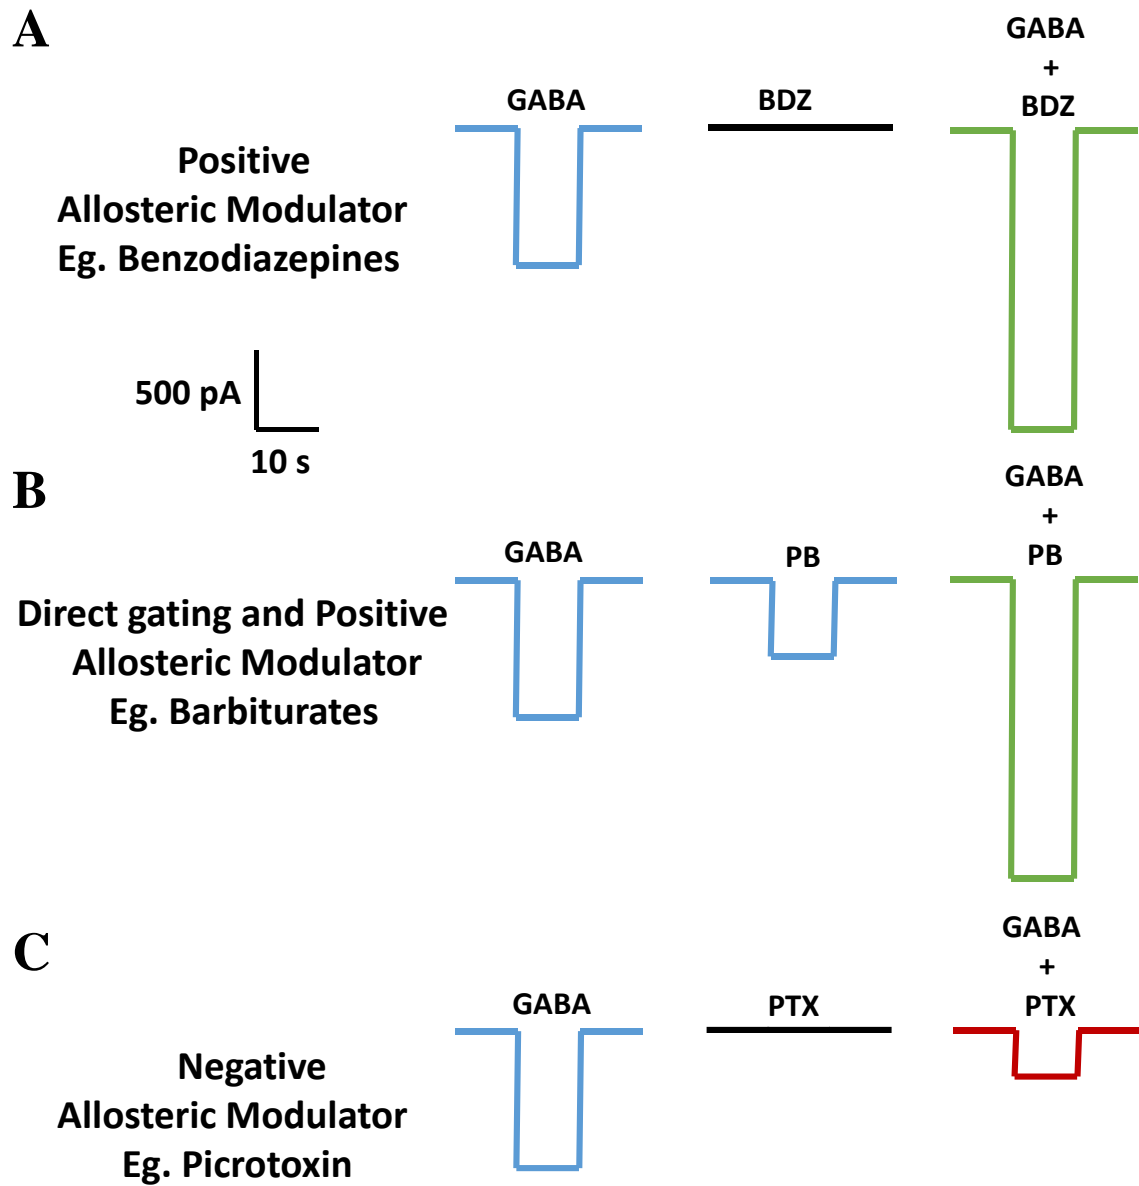 A
GABA
BDZ
GABA
+
BDZ
Positive
Allosteric Modulator
Eg. Benzodiazepines
500 pA
10 s
B
GABA
PB
GABA
+
PB
Direct gating and Positive
Allosteric Modulator
Eg. Barbiturates
C
GABA
PTX
GABA
+
PTX
Negative
Allosteric Modulator
Eg. Picrotoxin